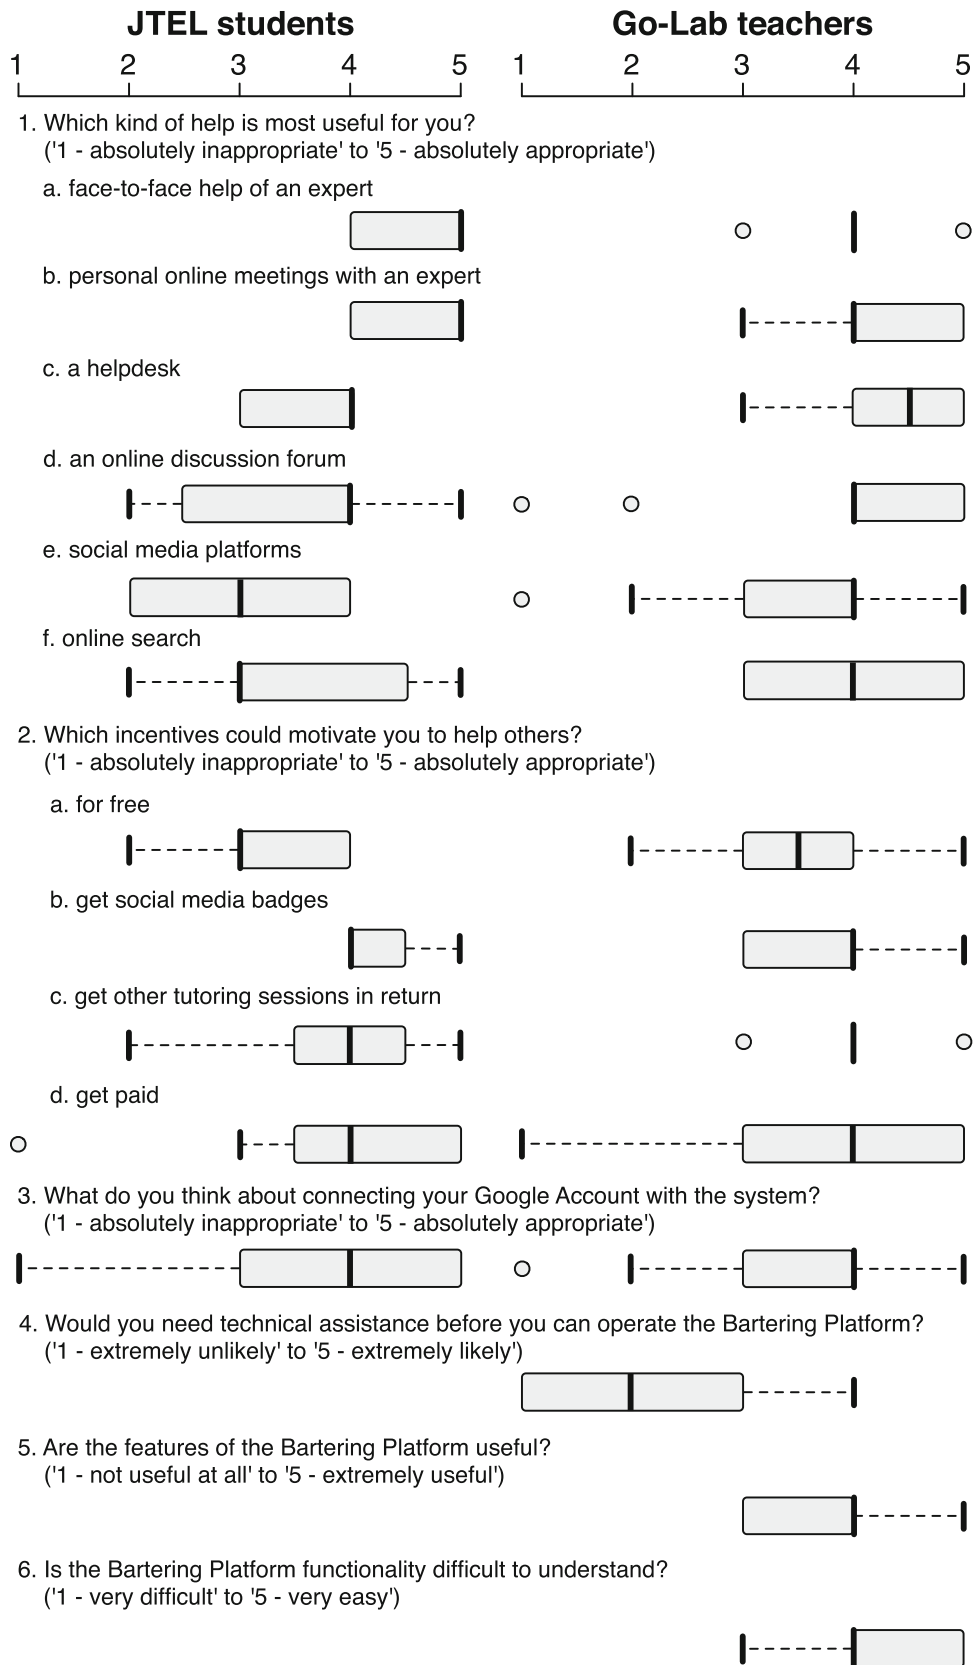 JTEL students Go-Lab teachers
1 2 3 4 5 1 2 3 4 5
1. Which kind of help is most useful for you?
('1 - absolutely inappropriate' to '5 - absolutely appropriate')
a. face-to-face help of an expert
b. personal online meetings with an expert
c. a helpdesk
d. an online discussion forum
e. social media platforms
f. online search
2. Which incentives could motivate you to help others?
('1 - absolutely inappropriate' to '5 - absolutely appropriate')
a. for free
b. get social media badges
c. get other tutoring sessions in return
d. get paid
3. What do you think about connecting your Google Account with the system?
('1 - absolutely inappropriate' to '5 - absolutely appropriate')
4. Would you need technical assistance before you can operate the Bartering Platform?
('1 - extremely unlikely' to '5 - extremely likely')
5. Are the features of the Bartering Platform useful?
('1 - not useful at all' to '5 - extremely useful')
6. Is the Bartering Platform functionality difficult to understand?
('1 - very difficult' to '5 - very easy')